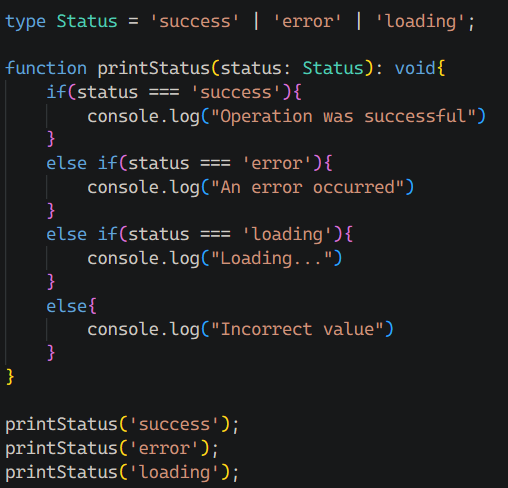 type Status = 'success' | 'error' | 'loading';

function printStatus(status: Status): void{
    if(status === 'success'){
        console.log("Operation was successful")
    }
    else if(status === 'error'){
        console.log("An error occurred")
    }
    else if(status === 'loading'){
        console.log("Loading...")
    }
    else{
        console.log("Incorrect value")
    }
}

printStatus('success');
printStatus('error');
printStatus('loading');